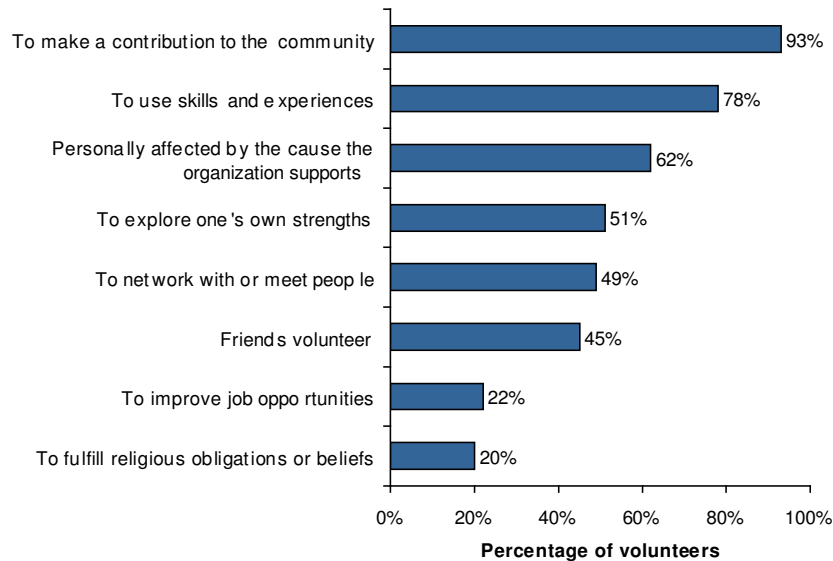 To make a contribution to the community 93%
To use skills and experiences 78%
Personally affected by the cause the
organization supports 62%
To explore one's own strengths 51%
To network with or meet people 49%
Friends volunteer 45%
To improve job opportunities 22%
To fulfill religious obligations or beliefs 20%
0% 20% 40% 60% 80% 100%
Percentage of volunteers